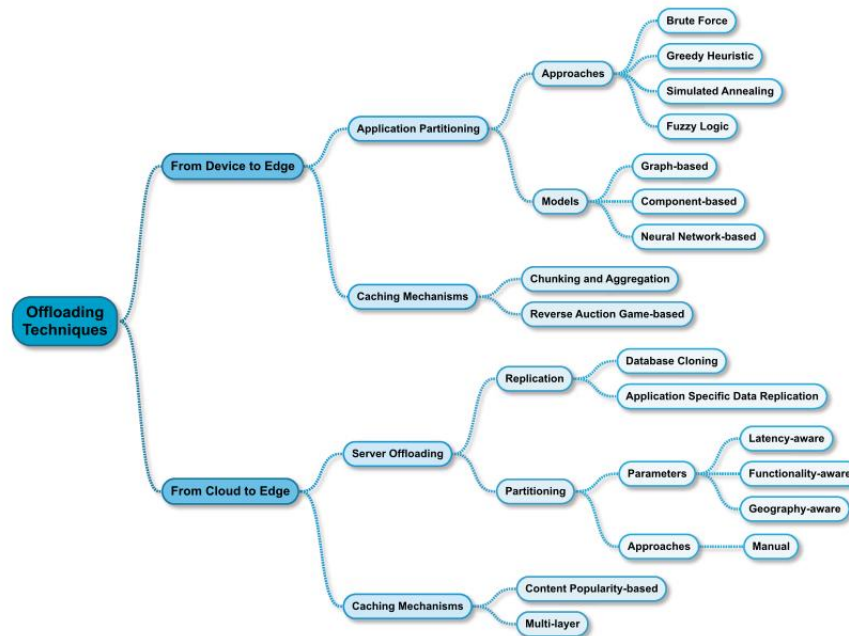 Offloading
Techniques
From Device to Edge
Application Partitioning
Approaches
Brute Force
Greedy Heuristic
Simulated Annealing
Fuzzy Logic
Models
Graph-based
Component-based
Neural Network-based
Caching Mechanisms
Chunking and Aggregation
Reverse Auction Game-based
From Cloud to Edge
Server Offloading
Replication
Database Cloning
Application Specific Data Replication
Partitioning
Parameters
Latency-aware
Functionality-aware
Geography-aware
Approaches
Manual
Caching Mechanisms
Content Popularity-based
Multi-layer